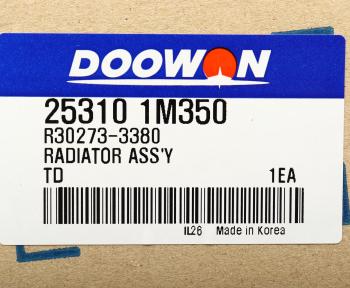 DOOWON
25310 1M350
R30273-3380
RADIATOR ASS'Y
TD 1EA
IL26 Made in Korea